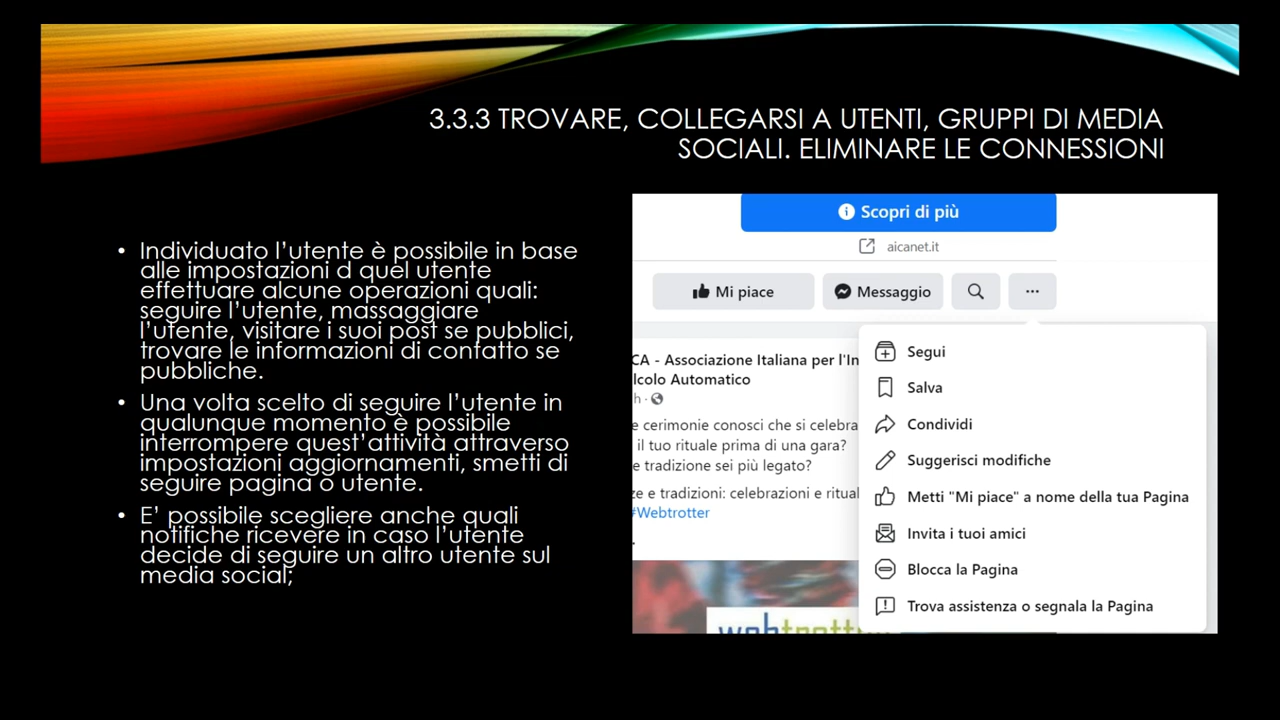 3.3.3 TROVARE, COLLEGARSI A UTENTI, GRUPPI DI MEDIA
SOCIALI. ELIMINARE LE CONNESSIONI
• Individuato l’utente è possibile in base
alle impostazioni d quel utente
effettuare alcune operazioni quali:
seguire l’utente, massaggiare
l’utente, visitare i suoi post se pubblici,
trovare le informazioni di contatto se
pubbliche.
• Una volta scelto di seguire l’utente in
qualunque momento è possibile
interrompere quest’attività attraverso
impostazioni aggiornamenti, smetti di
seguire pagina o utente.
• E’ possibile scegliere anche quali
notifiche ricevere in caso l’utente
decide di seguire un altro utente sul
media social;
Scopri di più
aicanet.it
Mi piace
Messaggio
CA - Associazione Italiana per l'In
lcolo Automatico
h ·
e cerimonie conosci che si celebra
il tuo rituale prima di una gara?
e tradizione sei più legato?
ze e tradizioni: celebrazioni e ritual
#Webtrotter
Segui
Salva
Condividi
Suggerisci modifiche
Metti "Mi piace" a nome della tua Pagina
Invita i tuoi amici
Blocca la Pagina
Trova assistenza o segnala la Pagina
webtrotter